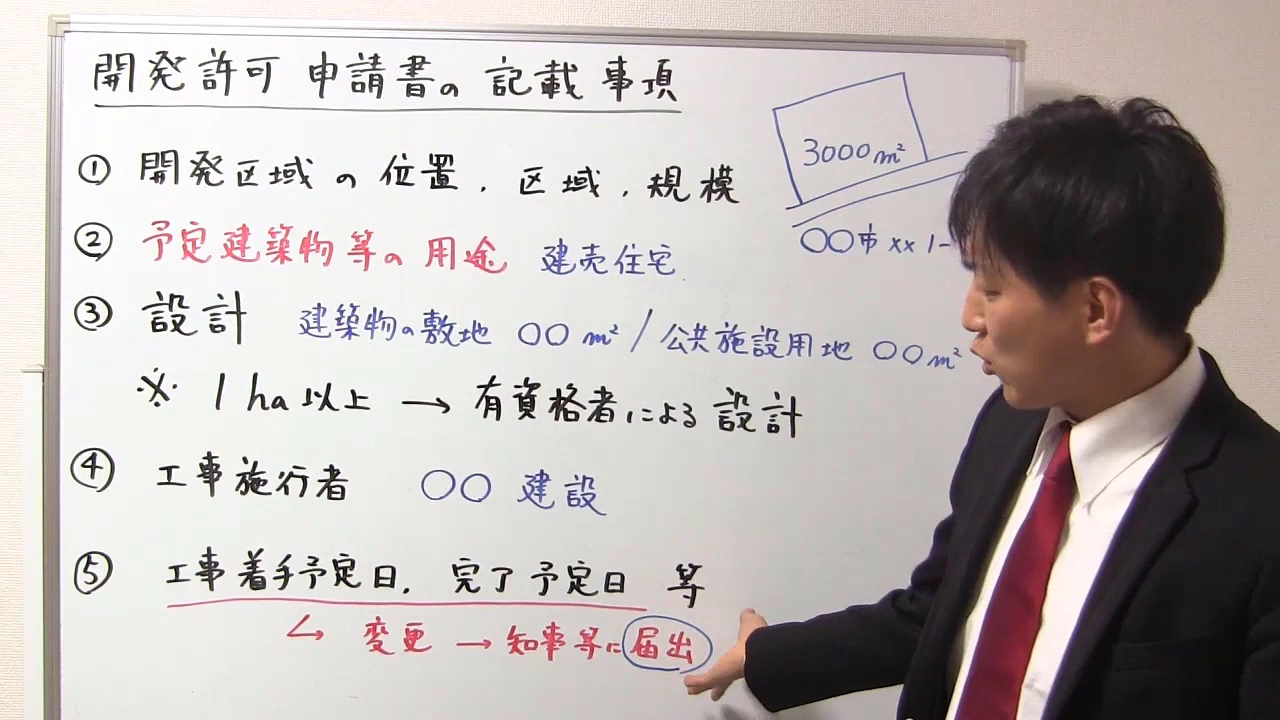 開発許可 申請書の 記載 事項
3000m²
〇〇市 xx 1-
① 開発区域の位置、区域、規模
② 予定建築物等の用途 建売住宅
③ 設計 建築物の敷地 〇〇m² / 公共施設用地 〇〇m²
※ 1ha以上 → 有資格者による設計
④ 工事施行者 〇〇建設
⑤ 工事着手予定日、完了予定日 等
↳ 変更 → 知事等に届出